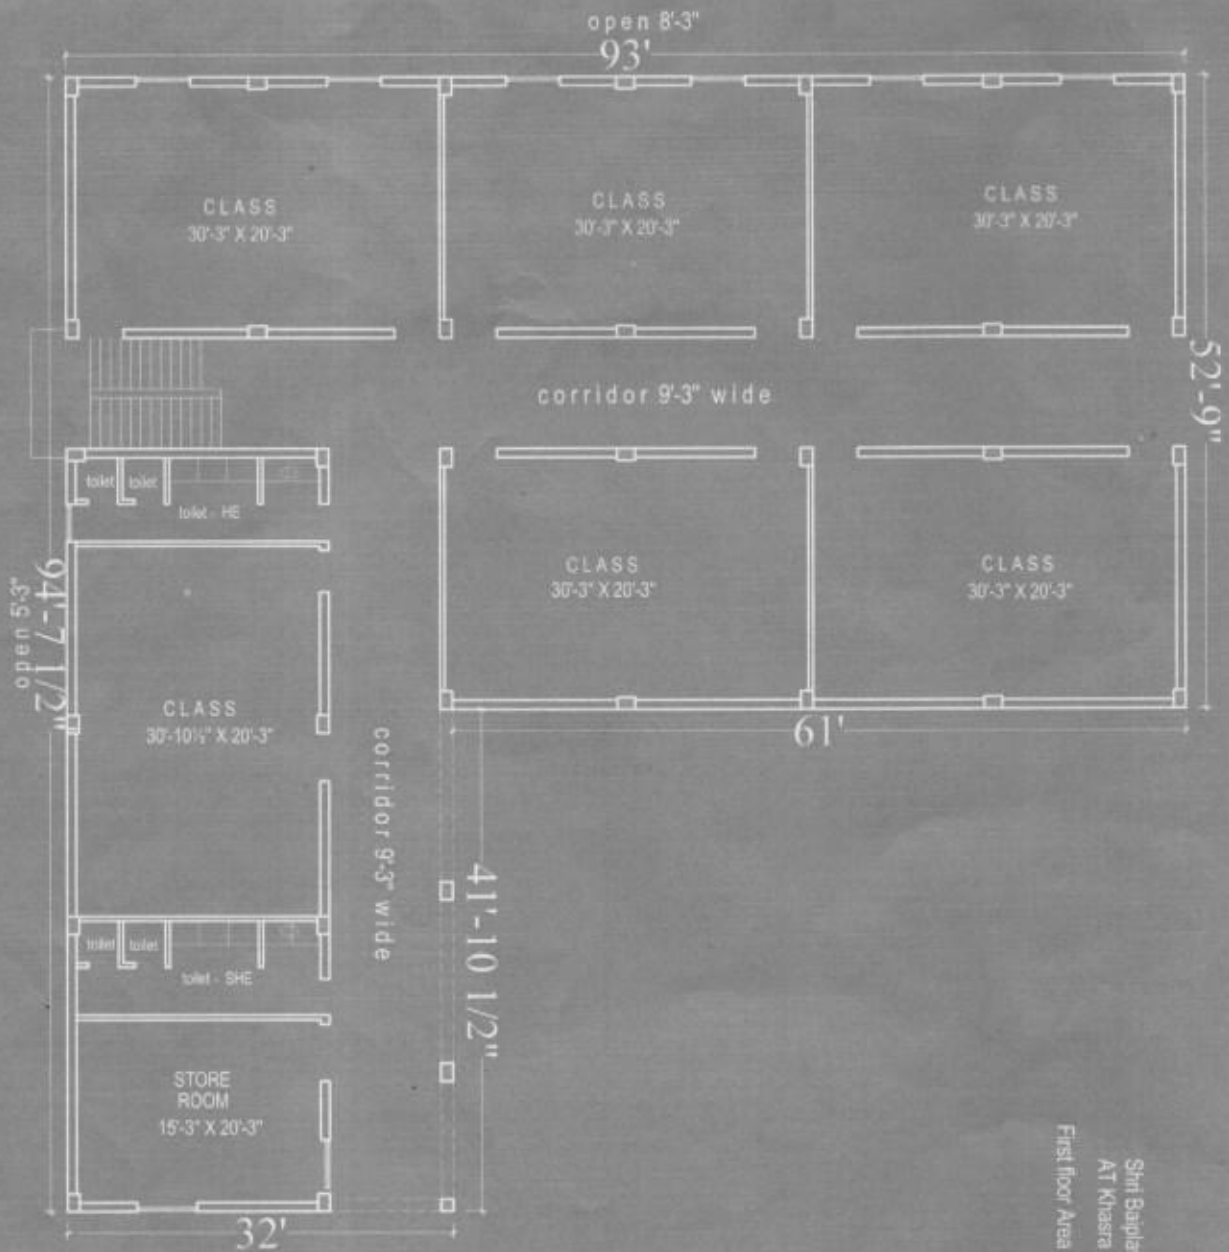 open 8'-3"
93'
CLASS
30'-3" X 20'-3"
CLASS
30'-3" X 20'-3"
CLASS
30'-3" X 20'-3"
corridor 9'-3" wide
52'-9"
toilet
toilet
toilet - HE
CLASS
30'-3" X 20'-3"
CLASS
30'-3" X 20'-3"
open 5'-3"
94'-7 1/2"
CLASS
30'-10½" X 20'-3"
61'
corridor 9'-3" wide
41'-10 1/2"
toilet
toilet
toilet - SHE
STORE
ROOM
15'-3" X 20'-3"
32'
Shri
AT Khasra
First floor Area